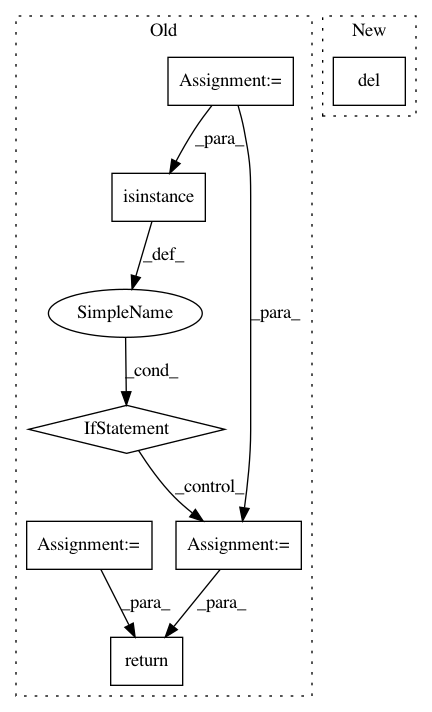 Old
New
Assignment:=
del
_para_
isinstance
_def_
SimpleName
_para_
_cond_
IfStatement
_control_
Assignment:=
Assignment:=
_para_
_para_
return